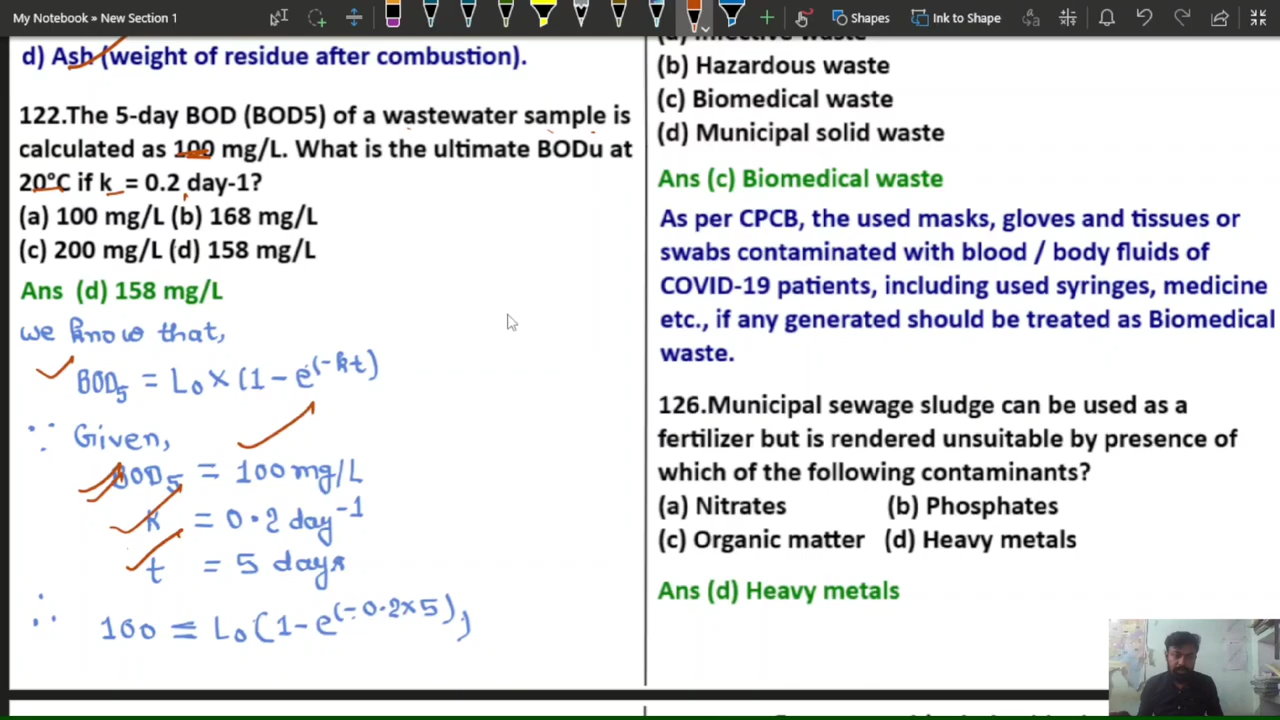 My Notebook » New Section 1
Shapes
Ink to Shape
d) Ash (weight of residue after combustion).
122.The 5-day BOD (BOD5) of a wastewater sample is
calculated as 100 mg/L. What is the ultimate BODu at
20°C if k = 0.2 day-1?
(a) 100 mg/L (b) 168 mg/L
(c) 200 mg/L (d) 158 mg/L
Ans (d) 158 mg/L
we know that,
BOD5 = L0 × (1 - e^(-kt)
∵ Given,
BOD5 = 100 mg/L
k = 0.2 day^-1
t = 5 days
∴ 100 = L0 (1 - e^(-0.2×5))
(b) Hazardous waste
(c) Biomedical waste
(d) Municipal solid waste
Ans (c) Biomedical waste
As per CPCB, the used masks, gloves and tissues or
swabs contaminated with blood / body fluids of
COVID-19 patients, including used syringes, medicine
etc., if any generated should be treated as Biomedical
waste.
126.Municipal sewage sludge can be used as a
fertilizer but is rendered unsuitable by presence of
which of the following contaminants?
(a) Nitrates (b) Phosphates
(c) Organic matter (d) Heavy metals
Ans (d) Heavy metals